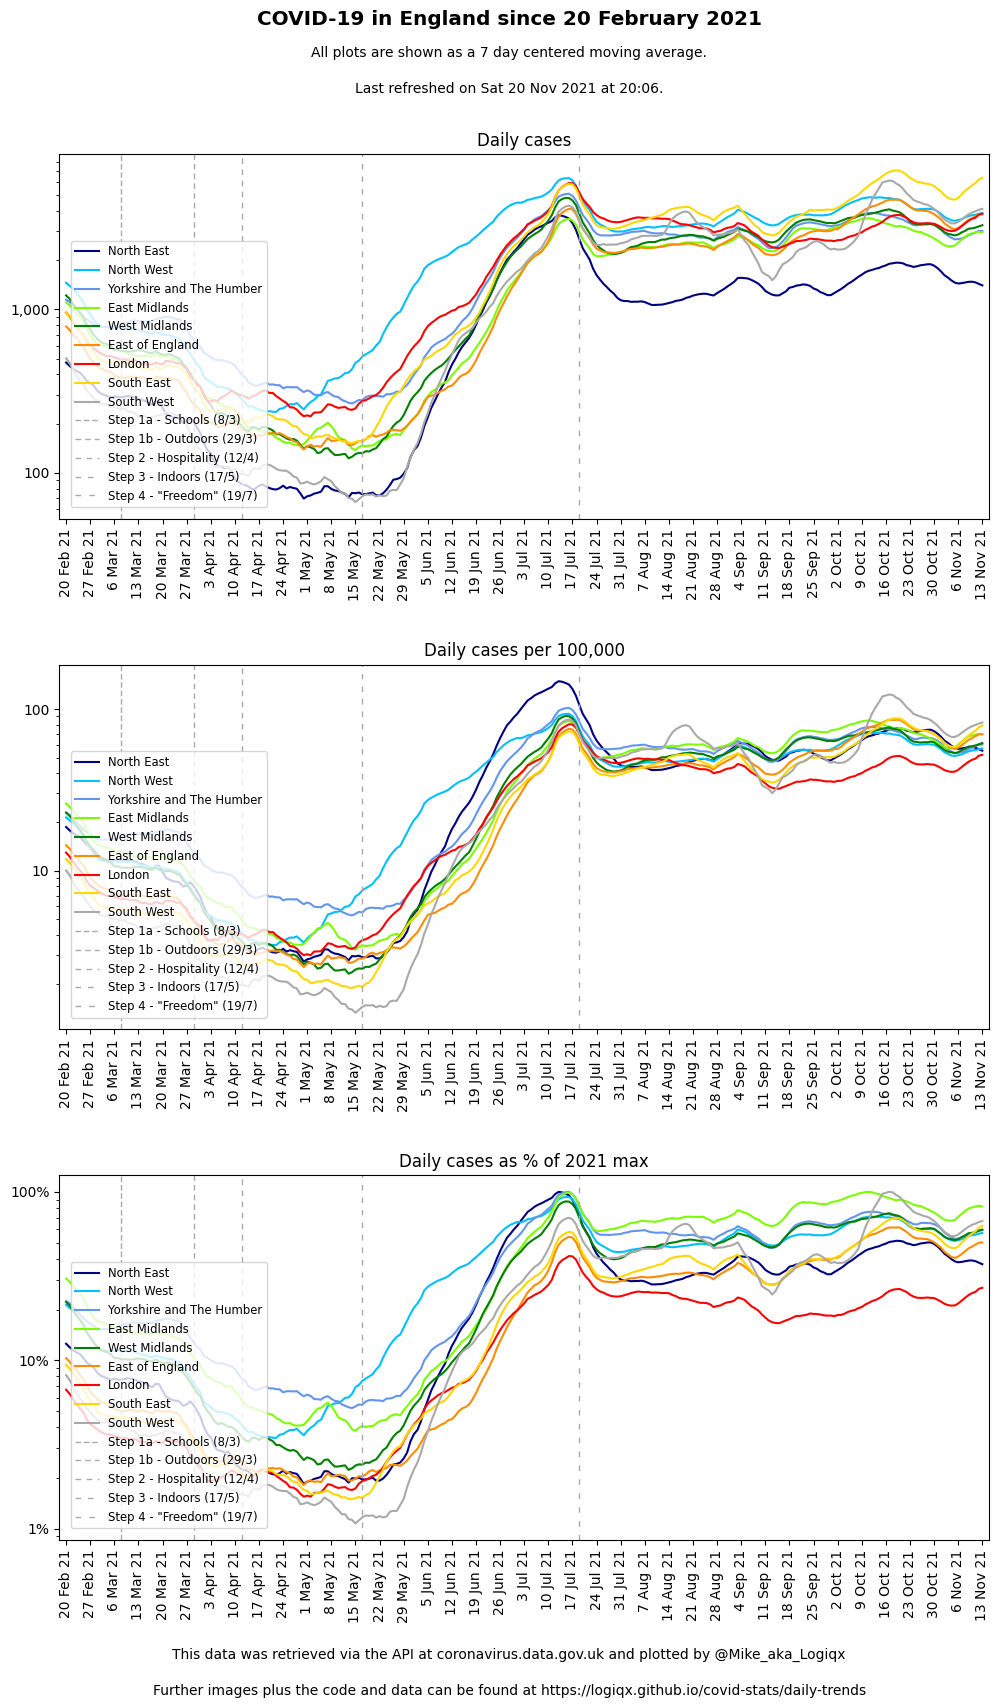 COVID-19 in England since 20 February 2021
All plots are shown as a 7 day centered moving average.
Last refreshed on Sat 20 Nov 2021 at 20:06.
Daily cases
1,000
100
North East
North West
Yorkshire and The Humber
East Midlands
West Midlands
East of England
London
South East
South West
Step 1a - Schools (8/3)
Step 1b - Outdoors (29/3)
Step 2 - Hospitality (12/4)
Step 3 - Indoors (17/5)
Step 4 - "Freedom" (19/7)
20 Feb 21
27 Feb 21
6 Mar 21
13 Mar 21
20 Mar 21
27 Mar 21
3 Apr 21
10 Apr 21
17 Apr 21
24 Apr 21
1 May 21
8 May 21
15 May 21
22 May 21
29 May 21
5 Jun 21
12 Jun 21
19 Jun 21
26 Jun 21
3 Jul 21
10 Jul 21
17 Jul 21
24 Jul 21
31 Jul 21
7 Aug 21
14 Aug 21
21 Aug 21
28 Aug 21
4 Sep 21
11 Sep 21
18 Sep 21
25 Sep 21
2 Oct 21
9 Oct 21
16 Oct 21
23 Oct 21
30 Oct 21
6 Nov 21
13 Nov 21
Daily cases per 100,000
100
10
North East
North West
Yorkshire and The Humber
East Midlands
West Midlands
East of England
London
South East
South West
Step 1a - Schools (8/3)
Step 1b - Outdoors (29/3)
Step 2 - Hospitality (12/4)
Step 3 - Indoors (17/5)
Step 4 - "Freedom" (19/7)
20 Feb 21
27 Feb 21
6 Mar 21
13 Mar 21
20 Mar 21
27 Mar 21
3 Apr 21
10 Apr 21
17 Apr 21
24 Apr 21
1 May 21
8 May 21
15 May 21
22 May 21
29 May 21
5 Jun 21
12 Jun 21
19 Jun 21
26 Jun 21
3 Jul 21
10 Jul 21
17 Jul 21
24 Jul 21
31 Jul 21
7 Aug 21
14 Aug 21
21 Aug 21
28 Aug 21
4 Sep 21
11 Sep 21
18 Sep 21
25 Sep 21
2 Oct 21
9 Oct 21
16 Oct 21
23 Oct 21
30 Oct 21
6 Nov 21
13 Nov 21
Daily cases as % of 2021 max
100%
10%
1%
North East
North West
Yorkshire and The Humber
East Midlands
West Midlands
East of England
London
South East
South West
Step 1a - Schools (8/3)
Step 1b - Outdoors (29/3)
Step 2 - Hospitality (12/4)
Step 3 - Indoors (17/5)
Step 4 - "Freedom" (19/7)
20 Feb 21
27 Feb 21
6 Mar 21
13 Mar 21
20 Mar 21
27 Mar 21
3 Apr 21
10 Apr 21
17 Apr 21
24 Apr 21
1 May 21
8 May 21
15 May 21
22 May 21
29 May 21
5 Jun 21
12 Jun 21
19 Jun 21
26 Jun 21
3 Jul 21
10 Jul 21
17 Jul 21
24 Jul 21
31 Jul 21
7 Aug 21
14 Aug 21
21 Aug 21
28 Aug 21
4 Sep 21
11 Sep 21
18 Sep 21
25 Sep 21
2 Oct 21
9 Oct 21
16 Oct 21
23 Oct 21
30 Oct 21
6 Nov 21
13 Nov 21
This data was retrieved via the API at coronavirus.data.gov.uk and plotted by @Mike_aka_Logiqx
Further images plus the code and data can be found at https://logiqx.github.io/covid-stats/daily-trends